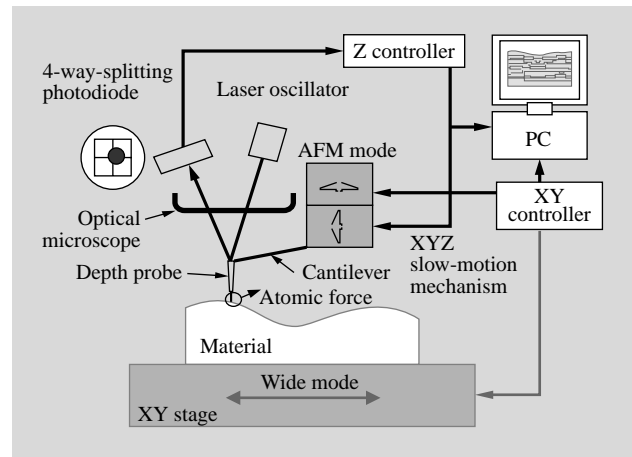 Z controller
4-way-splitting
photodiode
Laser oscillator
AFM mode
PC
XY
controller
Optical
microscope
XYZ
slow-motion
mechanism
Depth probe
Cantilever
Atomic force
Material
Wide mode
XY stage